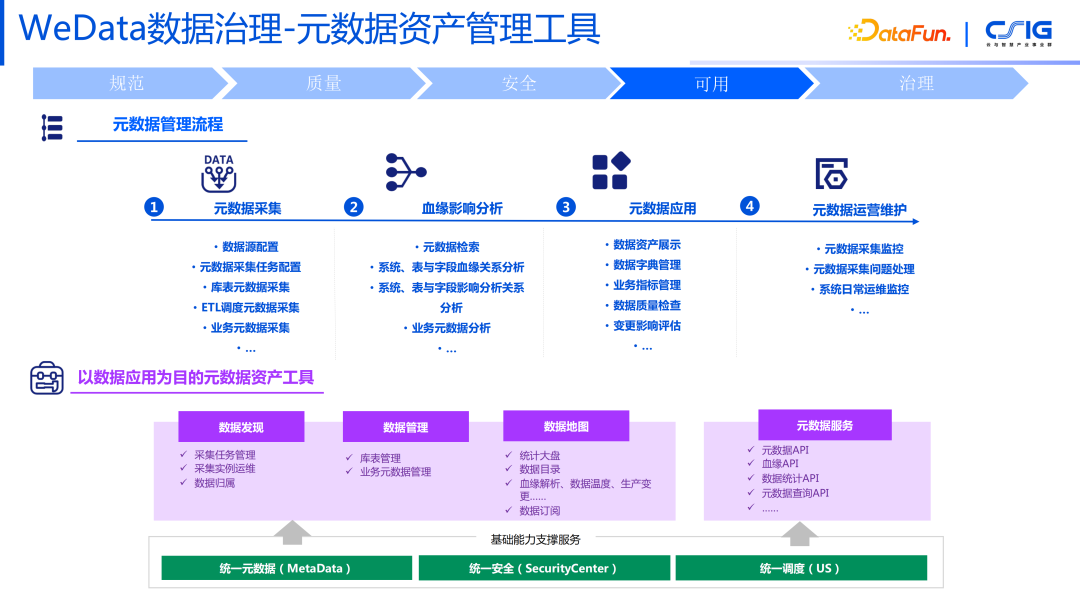 WeData数据治理-元数据资产管理工具
DataFun.
CSIG
云与智慧产业事业群
规范
质量
安全
可用
治理
元数据管理流程
DATA
1
元数据采集
2
血缘影响分析
3
元数据应用
4
元数据运营维护
• 数据源配置
• 元数据采集任务配置
• 库表元数据采集
• ETL调度元数据采集
• 业务元数据采集
• ...
• 元数据检索
• 系统、表与字段血缘关系分析
• 系统、表与字段影响分析关系
分析
• 业务元数据分析
• ...
• 数据资产展示
• 数据字典管理
• 业务指标管理
• 数据质量检查
• 变更影响评估
• ...
• 元数据采集监控
• 元数据采集问题处理
• 系统日常运维监控
• ...
以数据应用为目的元数据资产工具
数据发现
✓ 采集任务管理
✓ 采集实例运维
✓ 数据归属
数据管理
✓ 库表管理
✓ 业务元数据管理
数据地图
✓ 统计大盘
✓ 数据目录
✓ 血缘解析、数据温度、生产变
更......
✓ 数据订阅
元数据服务
✓ 元数据API
✓ 血缘API
✓ 数据统计API
✓ 元数据查询API
✓ ......
基础能力支撑服务
统一元数据（MetaData）
统一安全（SecurityCenter）
统一调度（US）